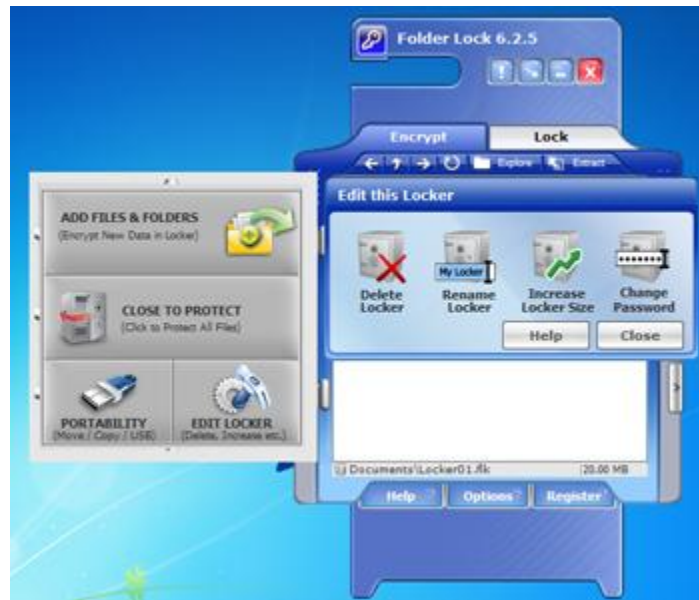 Folder Lock 6.2.5
Encrypt
Lock
Explore
Extract
ADD FILES & FOLDERS
(Encrypt New Data in Locker)
CLOSE TO PROTECT
(Click to Protect All Files)
PORTABILITY
(Move / Copy / USB)
EDIT LOCKER
(Delete, Increase etc.)
Edit this Locker
My Locker
Delete
Locker
Rename
Locker
Increase
Locker Size
Change
Password
Help
Close
Documents\Locker01.flk
20.00 MB
Help
Options
Register